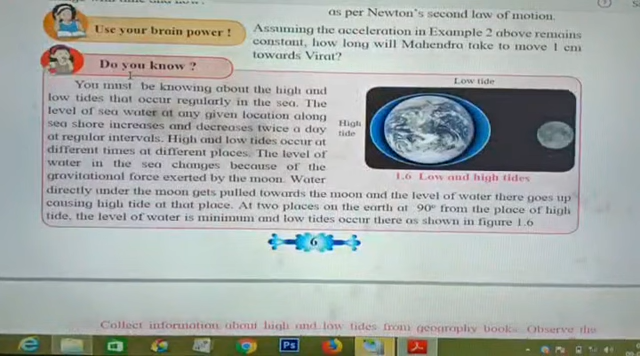 as per Newton's second law of motion.
Use your brain power !
Assuming the acceleration in Example 2 above remains
constant, how long will Mahendra take to move 1 cm
towards Virat?
Do you know ?
You must be knowing about the high and
low tides that occur regularly in the sea. The
level of sea water at any given location along
sea shore increases and decreases twice a day
at regular intervals. High and low tides occur at
different times at different places. The level of
water in the sea changes because of the
gravitational force exerted by the moon. Water
directly under the moon gets pulled towards the moon and the level of water there goes up
causing high tide at that place. At two places on the earth at 90° from the place of high
tide, the level of water is minimum and low tides occur there as shown in figure 1.6
Low tide
High
tide
1.6 Low and high tides
6
Collect information about high and low tides from geography books. Observe the
Ps